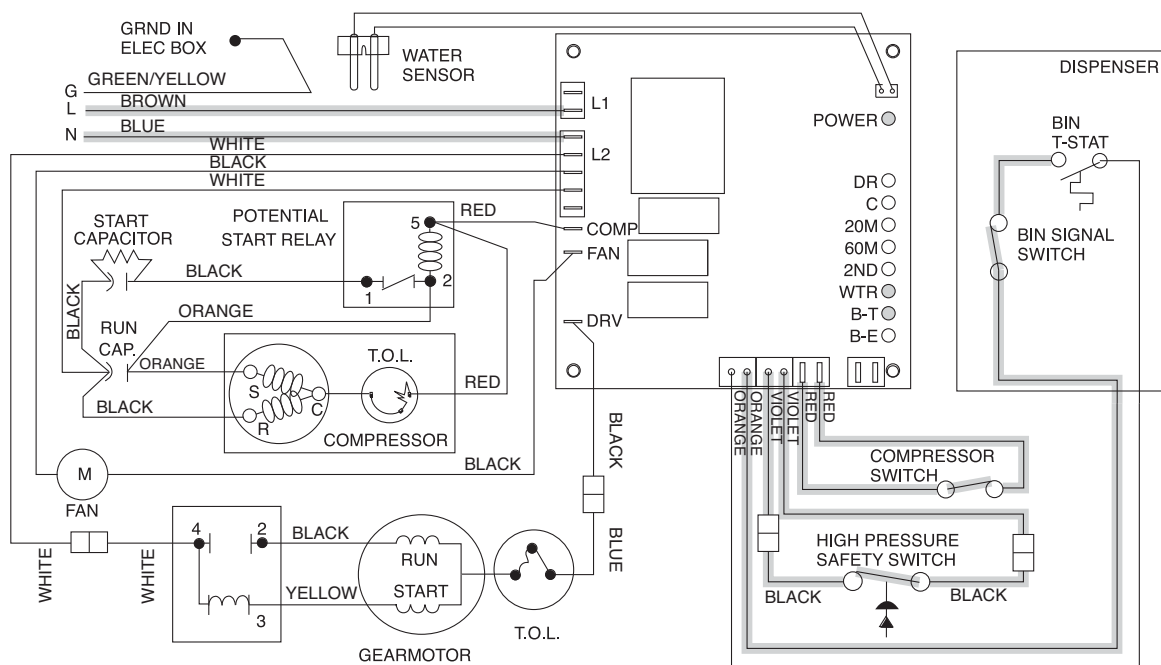 GRND IN
ELEC BOX
GREEN/YELLOW
G
L
BROWN
N
BLUE
WHITE
BLACK
WHITE
WATER
SENSOR
L1
L2
COMP
FAN
DRV
POWER
DR
C
20M
60M
2ND
WTR
B-T
B-E
DISPENSER
BIN
T-STAT
BIN SIGNAL
SWITCH
START
CAPACITOR
POTENTIAL
START RELAY
5
RED
BLACK
1
2
ORANGE
BLACK
RUN
CAP.
ORANGE
BLACK
S
R
C
T.O.L.
COMPRESSOR
RED
M
FAN
BLACK
BLACK
BLUE
WHITE
WHITE
4
2
3
BLACK
YELLOW
RUN
START
GEARMOTOR
T.O.L.
ORANGE
ORANGE
VIOLET
VIOLET
RED
RED
COMPRESSOR
SWITCH
HIGH PRESSURE
SAFETY SWITCH
BLACK
BLACK